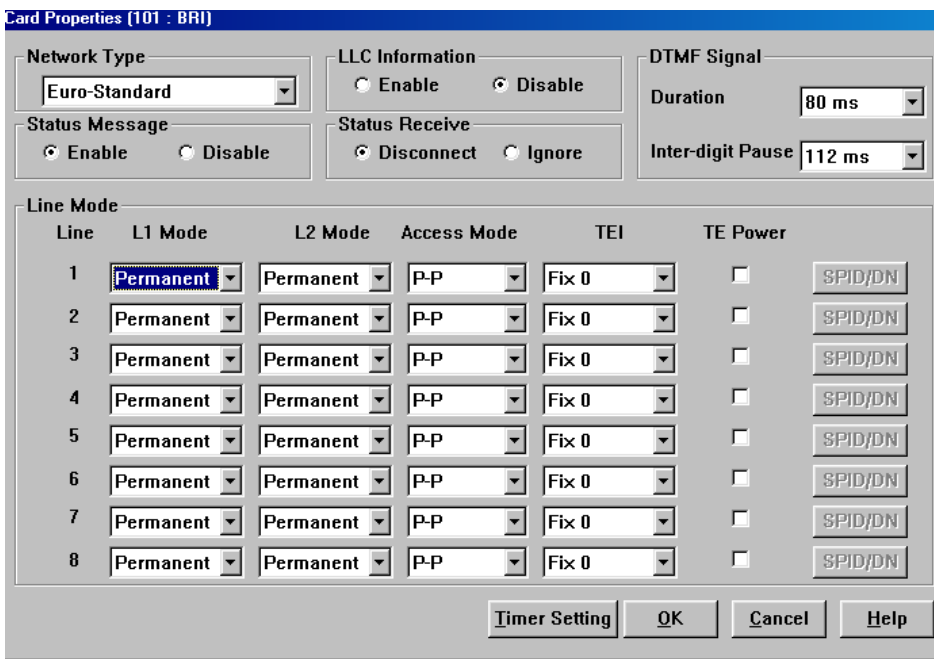 Card Properties (101 : BRI)
Network Type
Euro-Standard
LLC Information
Enable
Disable
DTMF Signal
Duration
80 ms
Inter-digit Pause
112 ms
Status Message
Enable
Disable
Status Receive
Disconnect
Ignore
Line Mode
Line L1 Mode L2 Mode Access Mode TEI TE Power
1 Permanent Permanent P-P Fix 0 SPID/DN
2 Permanent Permanent P-P Fix 0 SPID/DN
3 Permanent Permanent P-P Fix 0 SPID/DN
4 Permanent Permanent P-P Fix 0 SPID/DN
5 Permanent Permanent P-P Fix 0 SPID/DN
6 Permanent Permanent P-P Fix 0 SPID/DN
7 Permanent Permanent P-P Fix 0 SPID/DN
8 Permanent Permanent P-P Fix 0 SPID/DN
Timer Setting OK Cancel Help